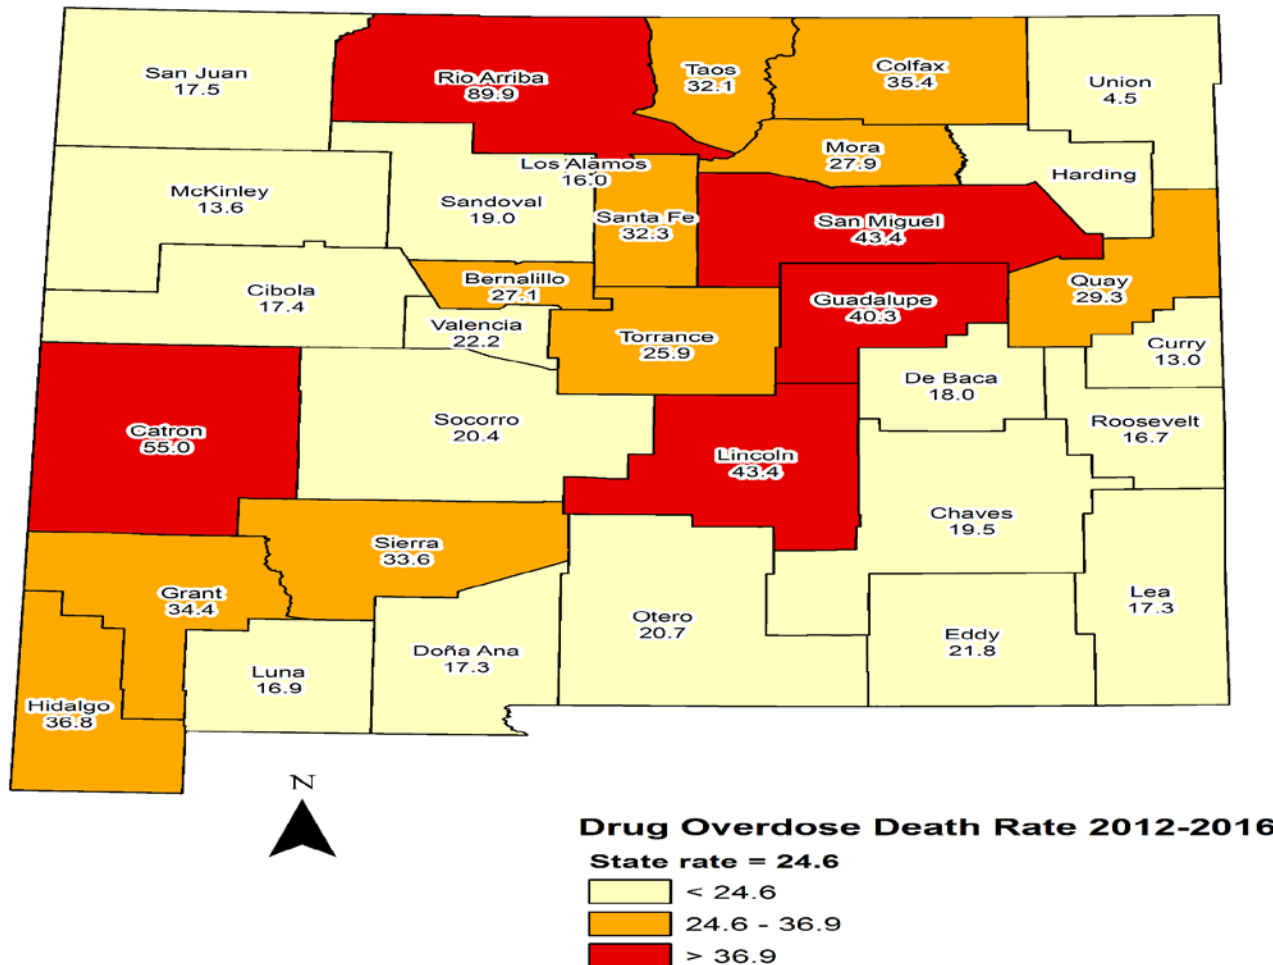 San Juan
17.5
Rio Arriba
89.9
Taos
32.1
Colfax
35.4
Union
4.5
Mora
27.9
Harding
Los Alamos
16.0
McKinley
13.6
Sandoval
19.0
Santa Fe
32.3
San Miguel
43.4
Bernalillo
27.1
Cibola
17.4
Guadalupe
40.3
Quay
29.3
Valencia
22.2
Torrance
25.9
Curry
13.0
De Baca
18.0
Catron
55.0
Socorro
20.4
Roosevelt
16.7
Lincoln
43.4
Chaves
19.5
Sierra
33.6
Grant
34.4
Lea
17.3
Otero
20.7
Eddy
21.8
Doña Ana
17.3
Luna
16.9
Hidalgo
36.8
N
Drug Overdose Death Rate 2012-2016
State rate = 24.6
< 24.6
24.6 - 36.9
> 36.9